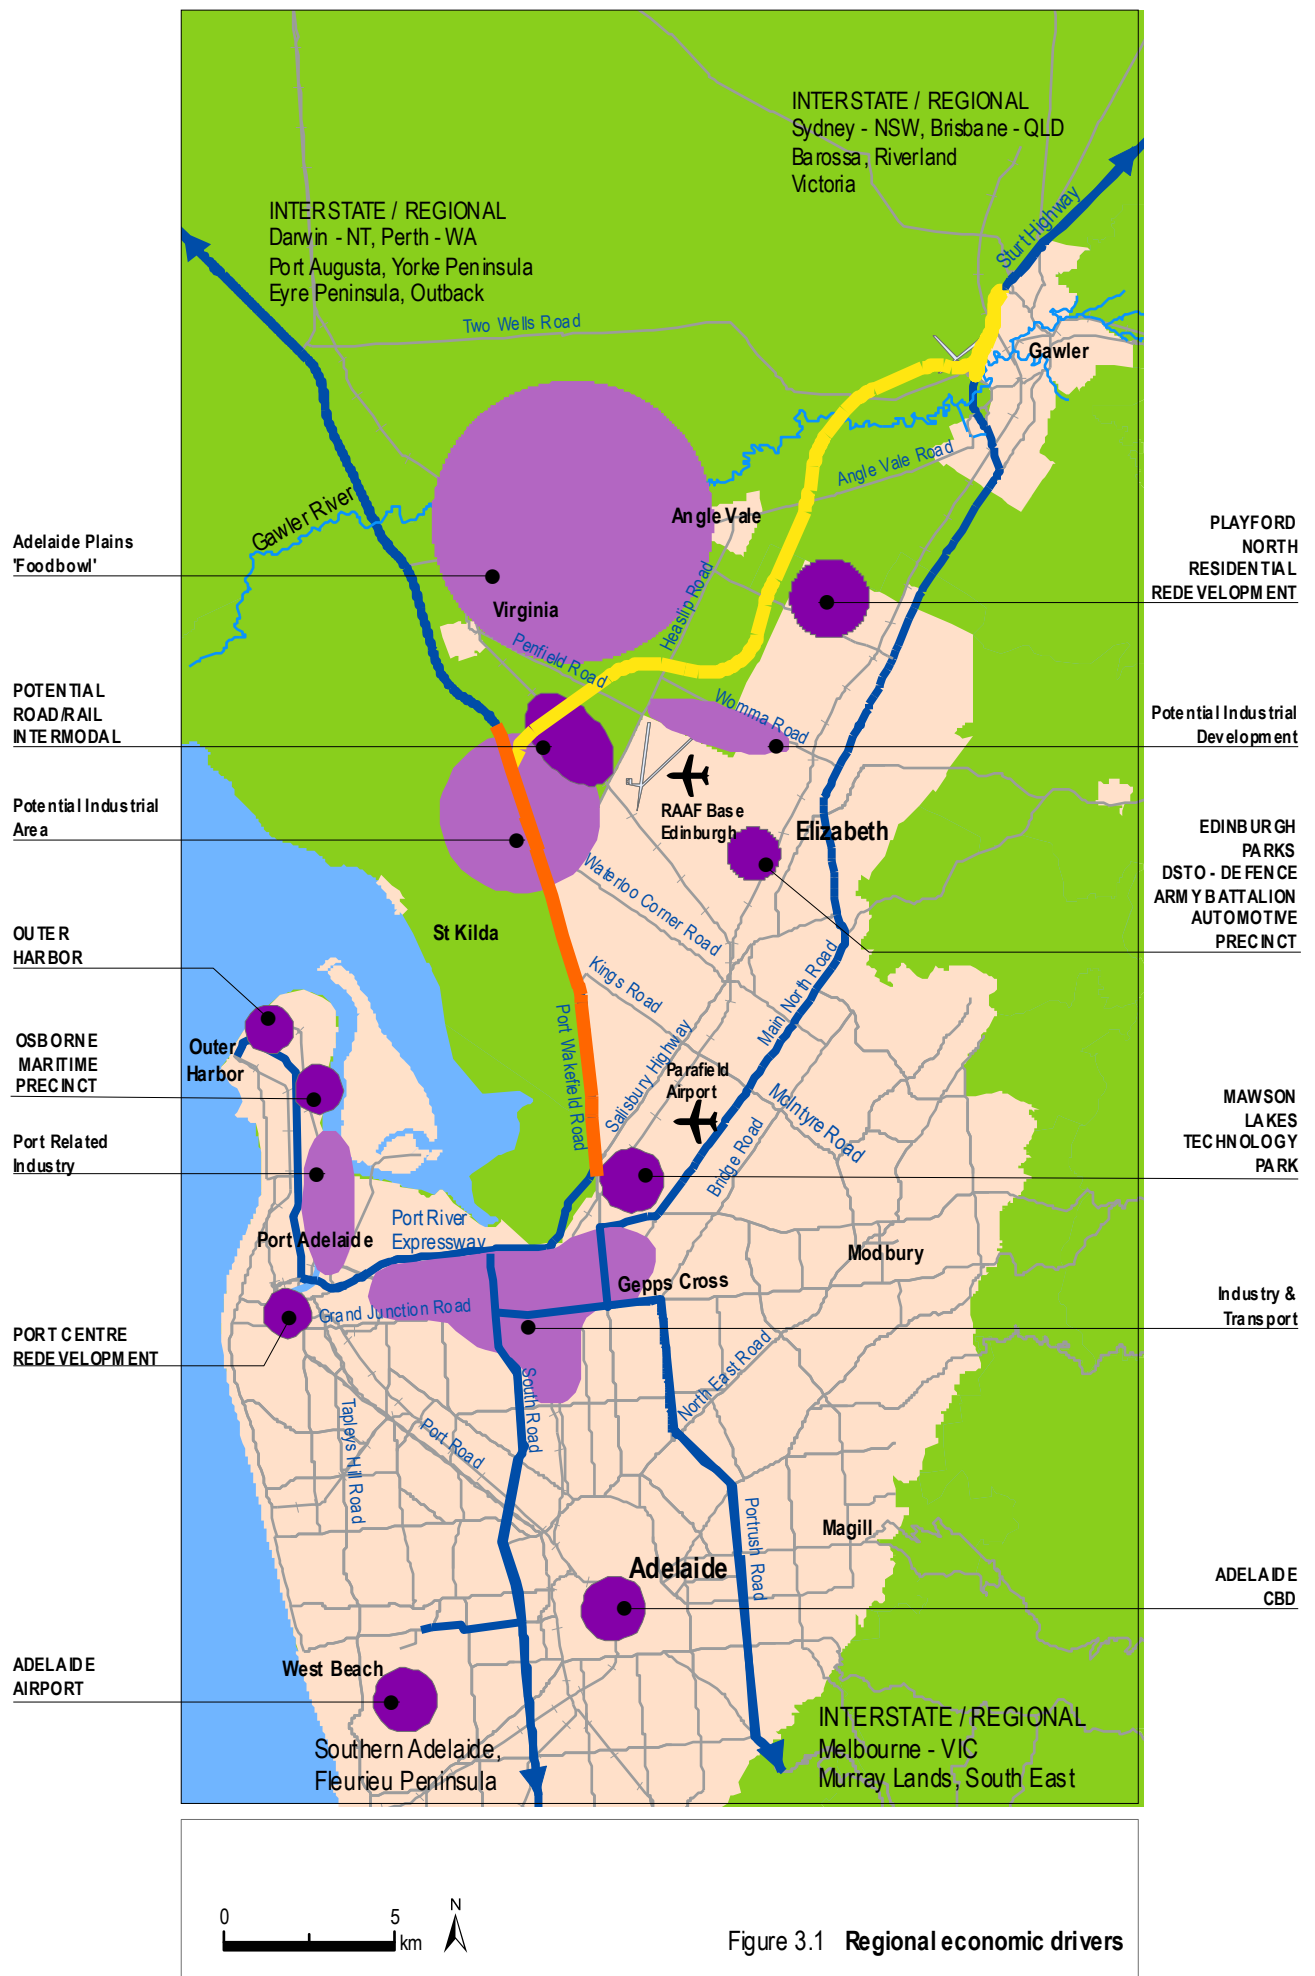 INTERSTATE / REGIONAL
Sydney - NSW, Brisbane - QLD
Barossa, Riverland
Victoria
INTERSTATE / REGIONAL
Darwin - NT, Perth - WA
Port Augusta, Yorke Peninsula
Eyre Peninsula, Outback
Sturt Highway
Two Wells Road
Gawler
Angle Vale Road
Gawler River
Angle Vale
Adelaide Plains
'Foodbowl'
Virginia
Heaslip Road
Penfield Road
Womma Road
PLAYFORD
NORTH
RESIDENTIAL
REDEVELOPMENT
POTENTIAL
ROAD/RAIL
INTERMODAL
Potential Industrial
Development
Potential Industrial
Area
RAAF Base
Edinburgh
Elizabeth
EDINBURGH
PARKS
DSTO - DEFENCE
ARMY BATTALION
AUTOMOTIVE
PRECINCT
Waterloo Corner Road
St Kilda
Kings Road
Main North Road
Port Wakefield Road
Salisbury Highway
OUTER
HARBOR
Outer
Harbor
OSBORNE
MARITIME
PRECINCT
Parafield
Airport
McIntyre Road
Bridge Road
MAWSON
LAKES
TECHNOLOGY
PARK
Port Related
Industry
Port River
Expressway
Port Adelaide
Modbury
Gepps Cross
Grand Junction Road
Industry &
Transport
PORT CENTRE
REDEVELOPMENT
North East Road
South Road
Port Road
Tapleys Hill Road
Portrush Road
Magill
Adelaide
ADELAIDE
CBD
ADELAIDE
AIRPORT
West Beach
Southern Adelaide,
Fleurieu Peninsula
INTERSTATE / REGIONAL
Melbourne - VIC
Murray Lands, South East
0 5
km
N
Figure 3.1 Regional economic drivers